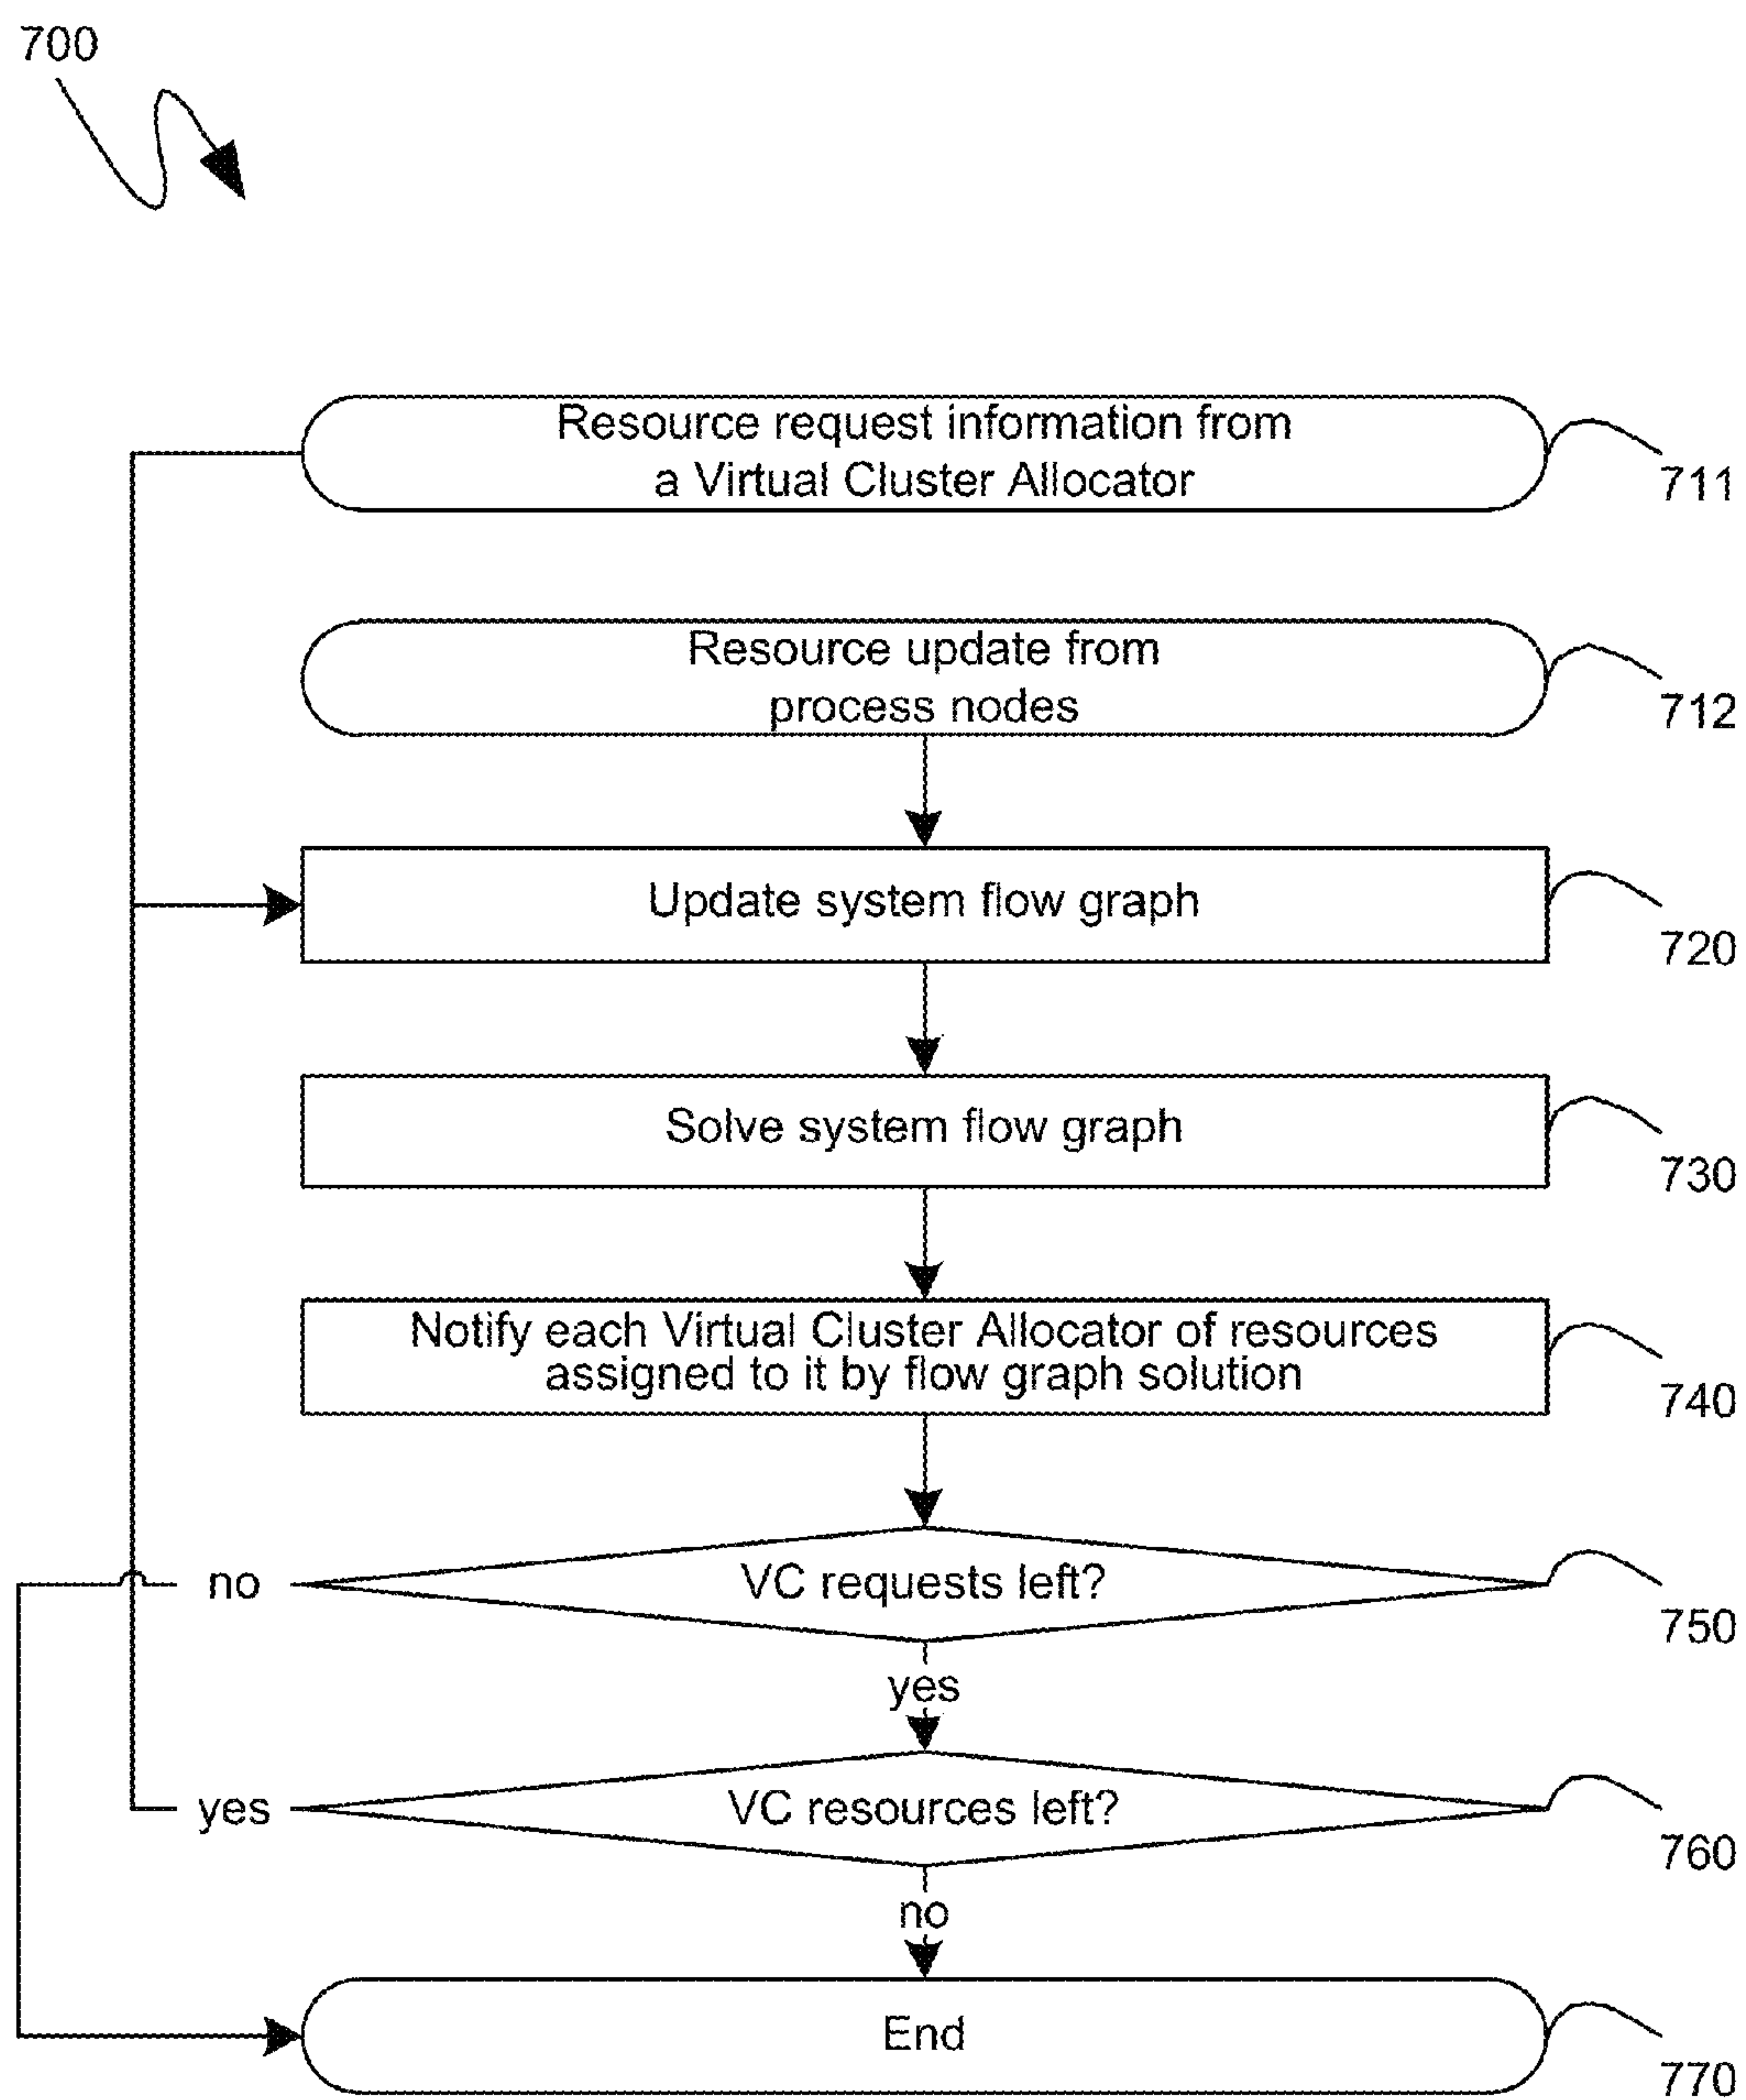 700
Resource request information from
a Virtual Cluster Allocator
711
Resource update from
process nodes
712
Update system flow graph
720
Solve system flow graph
730
Notify each Virtual Cluster Allocator of resources
assigned to it by flow graph solution
740
no
VC requests left?
750
yes
yes
VC resources left?
760
no
End
770